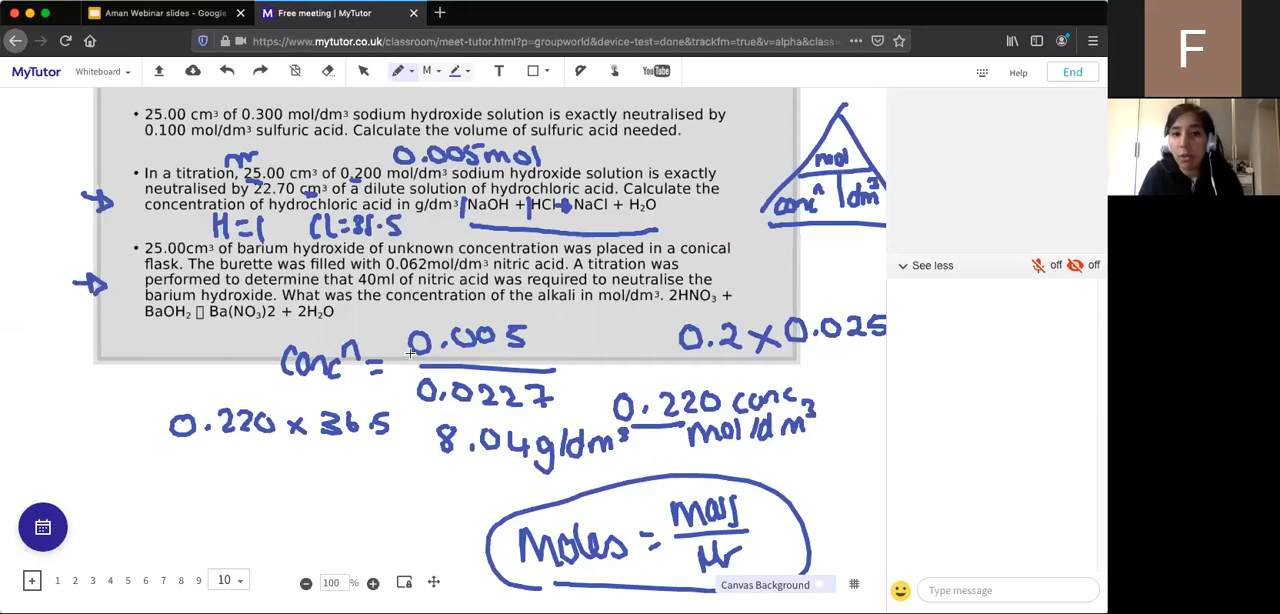 Aman Webinar slides - Google
Free meeting | MyTutor
https://www.mytutor.co.uk/classroom/meet-tutor.html?p=groupworld&device-test=done&trackfm=true&v=alpha&class=
MyTutor
Whiteboard
M
T
YouTube
Help
End
F
• 25.00 cm³ of 0.300 mol/dm³ sodium hydroxide solution is exactly neutralised by
0.100 mol/dm³ sulfuric acid. Calculate the volume of sulfuric acid needed.
0.005mol
• In a titration, 25.00 cm³ of 0.200 mol/dm³ sodium hydroxide solution is exactly
neutralised by 22.70 cm³ of a dilute solution of hydrochloric acid. Calculate the
concentration of hydrochloric acid in g/dm³ NaOH + HCl → NaCl + H₂O
H = 1 Cl = 35.5
mol
concⁿ dm³
• 25.00cm³ of barium hydroxide of unknown concentration was placed in a conical
flask. The burette was filled with 0.062mol/dm³ nitric acid. A titration was
performed to determine that 40ml of nitric acid was required to neutralise the
barium hydroxide. What was the concentration of the alkali in mol/dm³. 2HNO₃ +
BaOH₂ ▯ Ba(NO₃)2 + 2H₂O
concⁿ = 0.005
0.0227
0.2 x 0.025
0.220 x 36.5
0.220 conc
mol/dm³
8.04g/dm³
Moles = mass
Mr
See less
off
off
1 2 3 4 5 6 7 8 9 10
100 %
Canvas Background
Type message